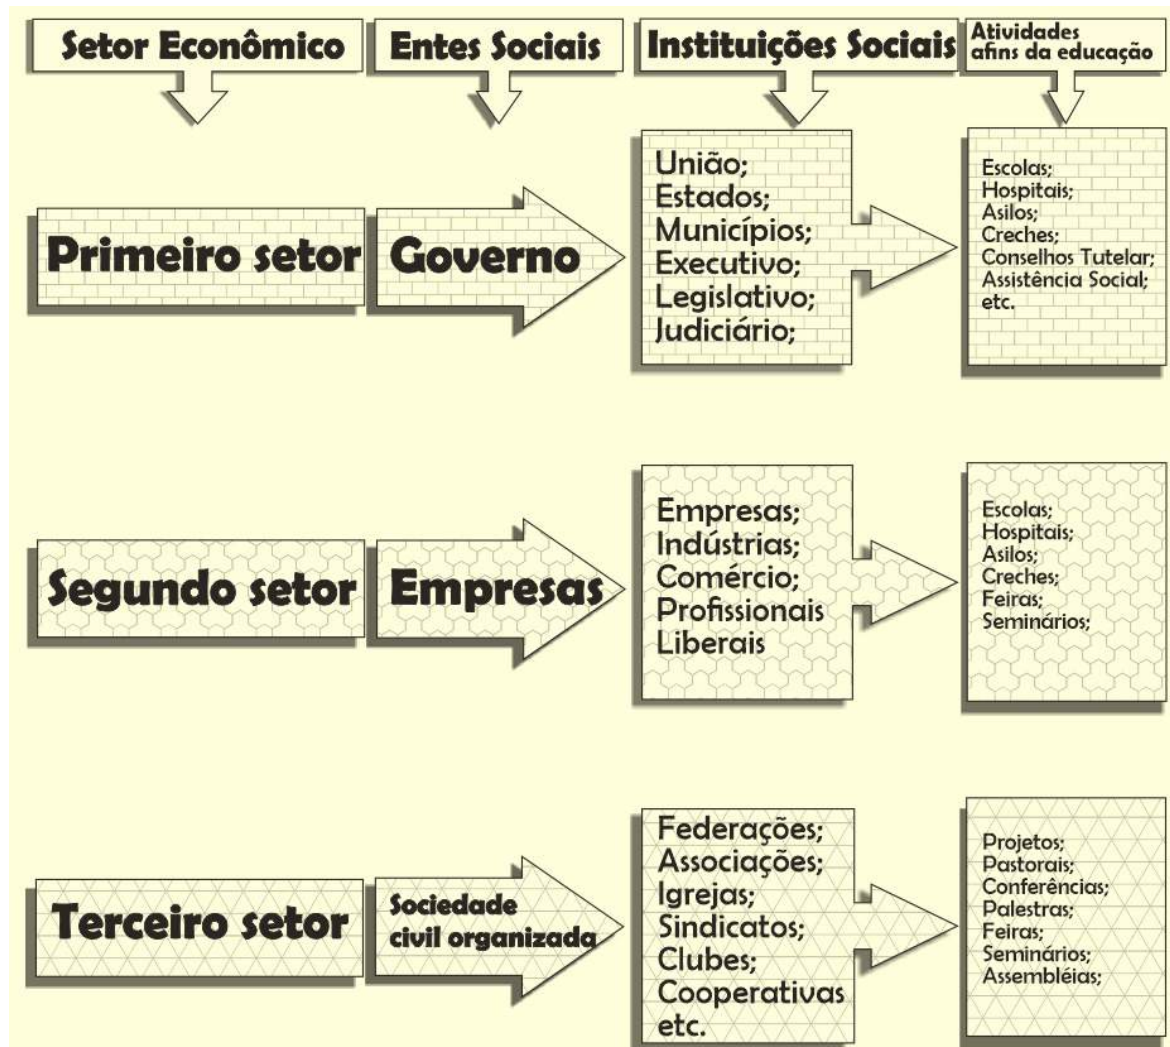 Setor Econômico
Entes Sociais
Instituições Sociais
Atividades
afins da educação
Primeiro setor
Governo
União;
Estados;
Municípios;
Executivo;
Legislativo;
Judiciário;
Escolas;
Hospitais;
Asilos;
Creches;
Conselhos Tutelar;
Assistência Social;
etc.
Segundo setor
Empresas
Empresas;
Indústrias;
Comércio;
Profissionais
Liberais
Escolas;
Hospitais;
Asilos;
Creches;
Feiras;
Seminários;
Terceiro setor
Sociedade
civil organizada
Federações;
Associações;
Igrejas;
Sindicatos;
Clubes;
Cooperativas
etc.
Projetos;
Pastorais;
Conferências;
Palestras;
Feiras;
Seminários;
Assembléias;